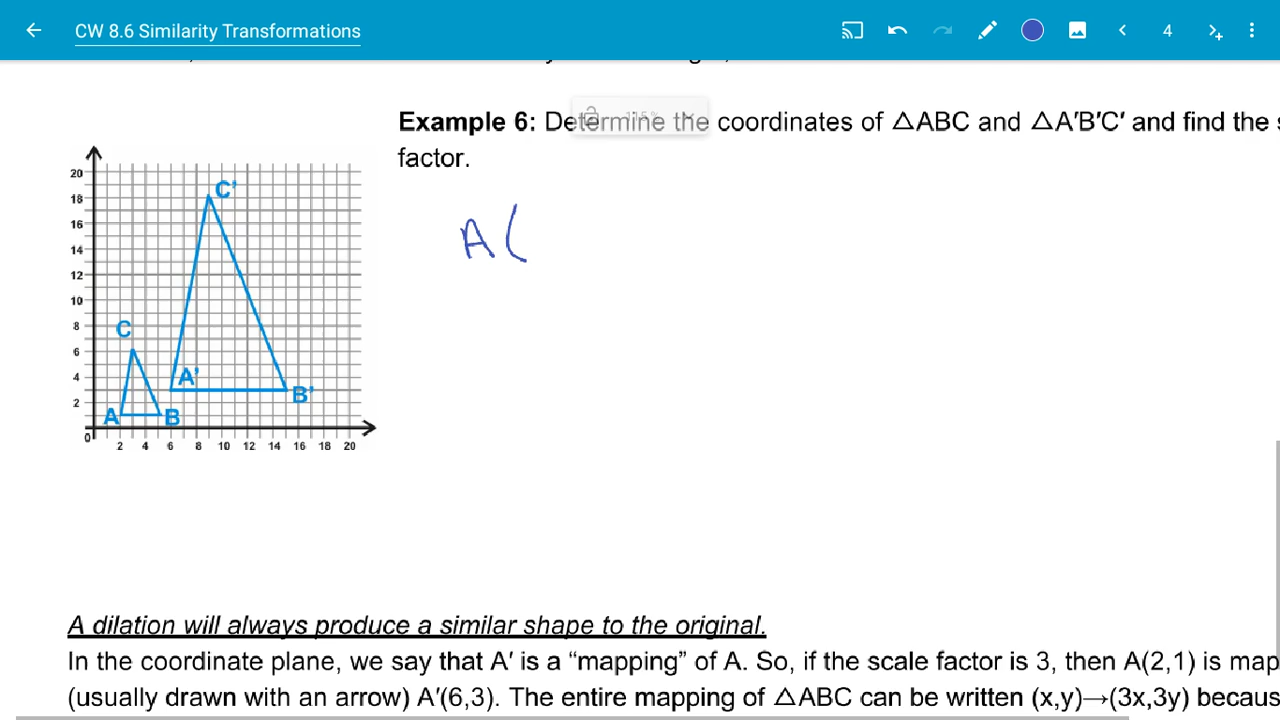 CW 8.6 Similarity Transformations
4
Example 6: Determine the coordinates of △ABC and △A′B′C′ and find the
factor.
A(
20
18
16
14
12
10
8
6
4
2
0
2 4 6 8 10 12 14 16 18 20
C'
C
A'
B'
A
B
A dilation will always produce a similar shape to the original.
In the coordinate plane, we say that A′ is a “mapping” of A. So, if the scale factor is 3, then A(2,1) is map
(usually drawn with an arrow) A′(6,3). The entire mapping of △ABC can be written (x,y)→(3x,3y) becaus